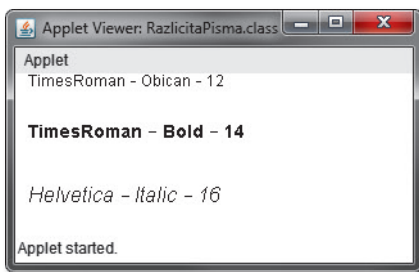 Applet Viewer: RazlicitaPisma.class
Applet
TimesRoman - Obican - 12
TimesRoman - Bold - 14
Helvetica - Italic - 16
Applet started.